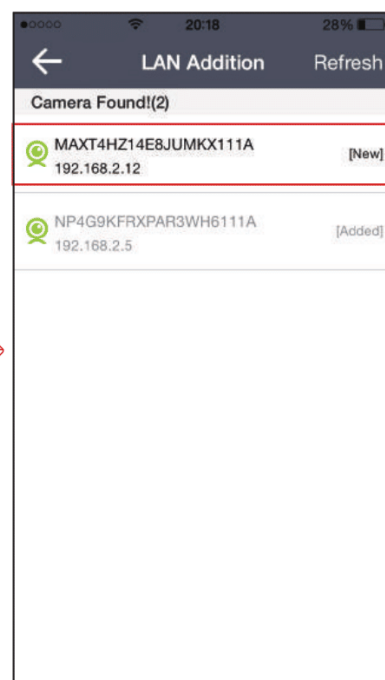 20:18 28%
LAN Addition Refresh
Camera Found!(2)
MAXT4HZ14E8JUMKX111A
192.168.2.12
[New]
NP4G9KFRXPAR3WH6111A
192.168.2.5
[Added]